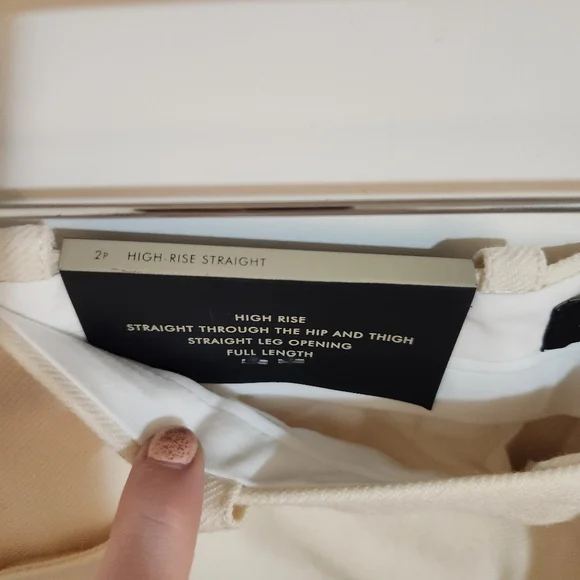 2P HIGH-RISE STRAIGHT
HIGH RISE
STRAIGHT THROUGH THE HIP AND THIGH
STRAIGHT LEG OPENING
FULL LENGTH